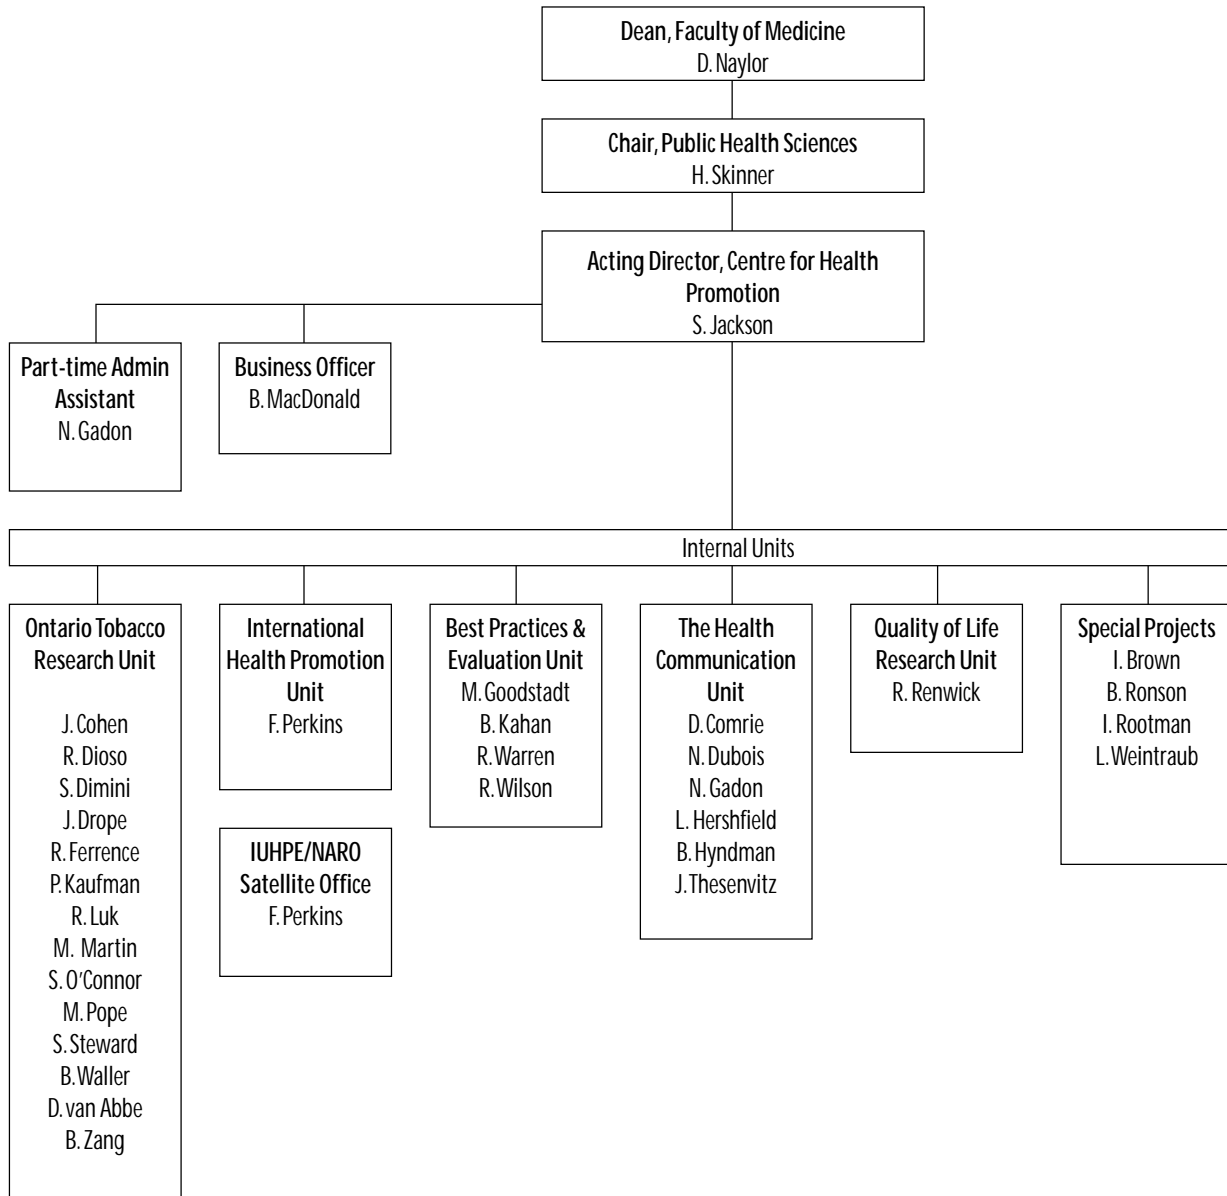 Dean, Faculty of Medicine
D. Naylor
Chair, Public Health Sciences
H. Skinner
Acting Director, Centre for Health
Promotion
S. Jackson
Part-time Admin
Assistant
N. Gadon
Business Officer
B. MacDonald
Internal Units
Ontario Tobacco
Research Unit
J. Cohen
R. Dioso
S. Dimini
J. Drope
R. Ferrence
P. Kaufman
R. Luk
M. Martin
S. O'Connor
M. Pope
S. Steward
B. Waller
D. van Abbe
B. Zang
International
Health Promotion
Unit
F. Perkins
IUHPE/NARO
Satellite Office
F. Perkins
Best Practices &
Evaluation Unit
M. Goodstadt
B. Kahan
R. Warren
R. Wilson
The Health
Communication
Unit
D. Comrie
N. Dubois
N. Gadon
L. Hershfield
B. Hyndman
J. Thesenvitz
Quality of Life
Research Unit
R. Renwick
Special Projects
I. Brown
B. Ronson
I. Rootman
L. Weintraub